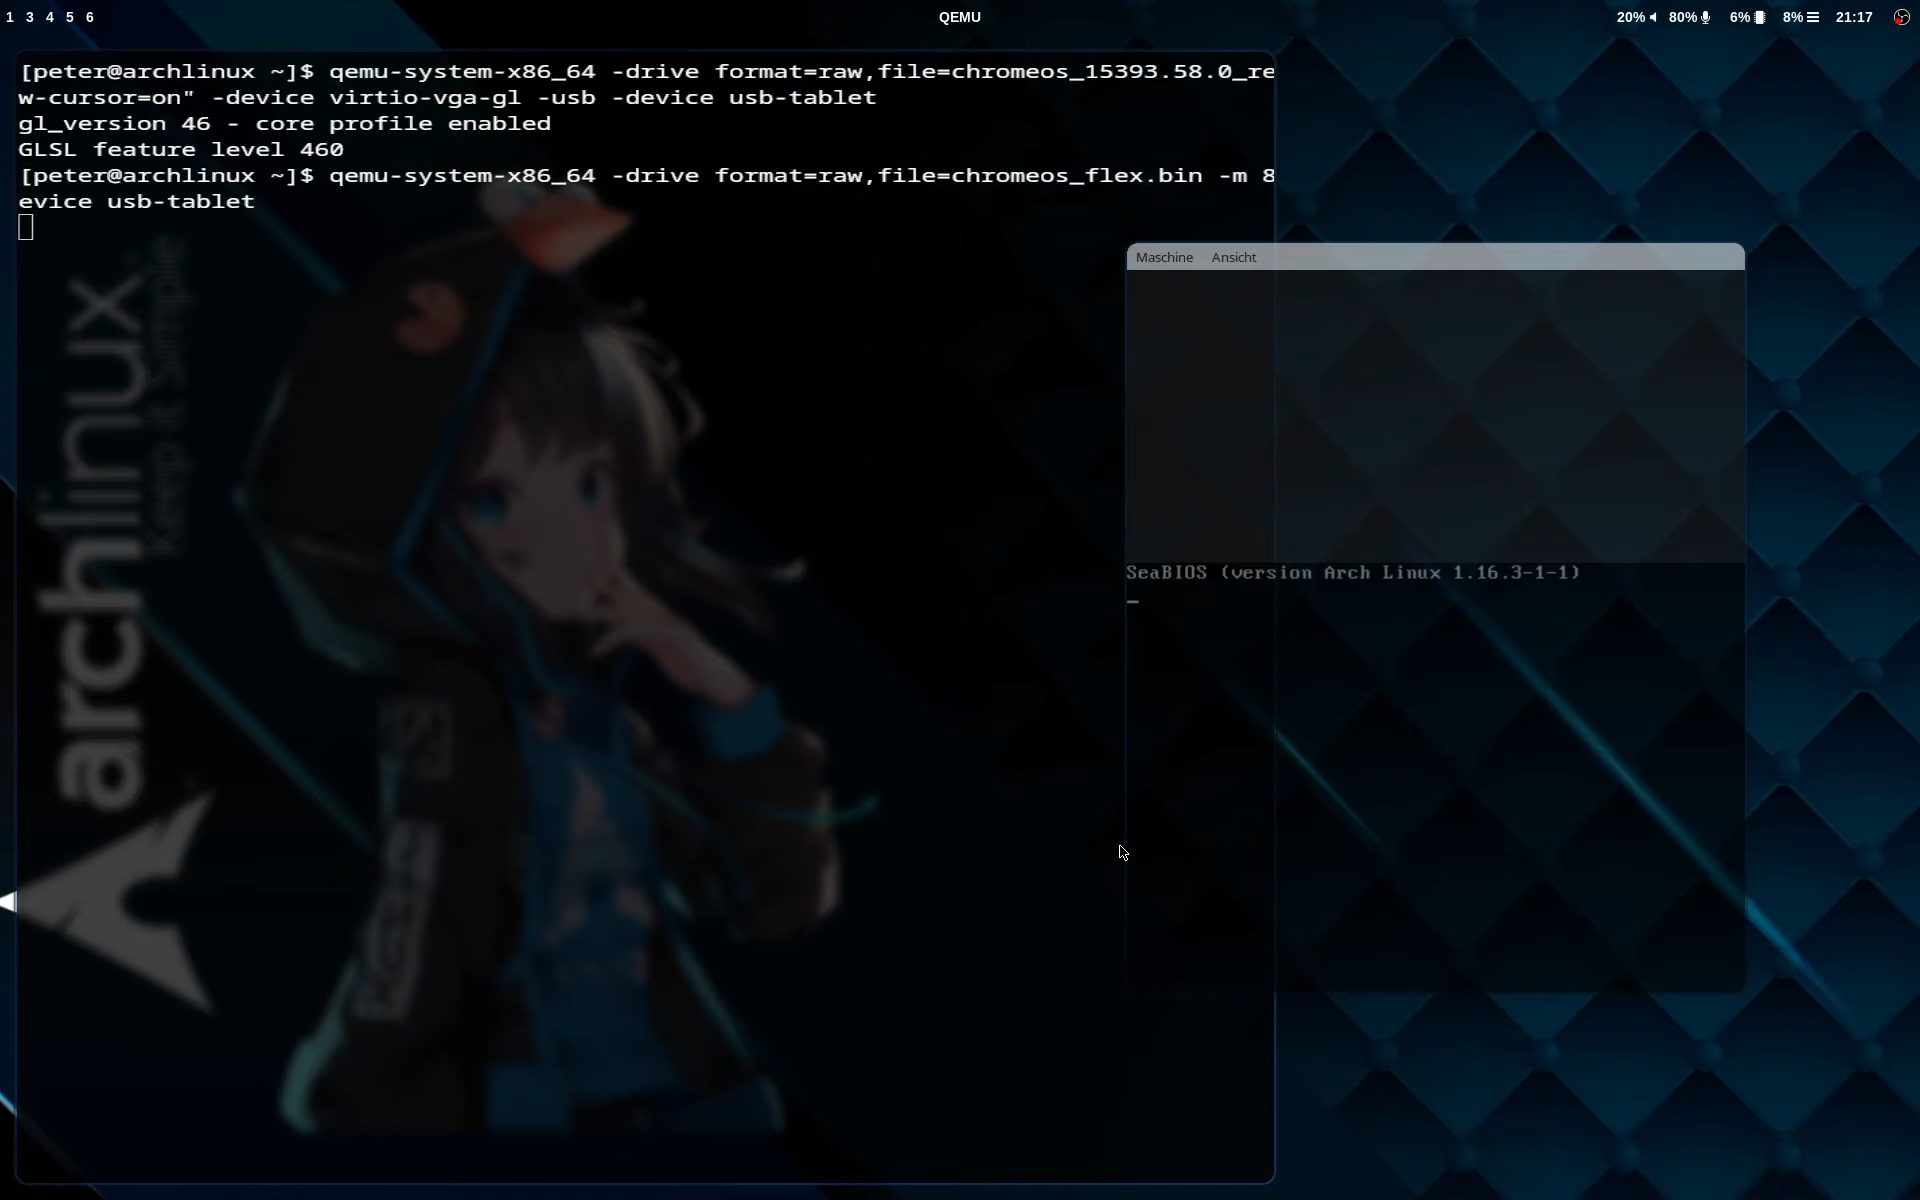 1 3 4 5 6
QEMU
20% 80% 6% 8% 21:17
[peter@archlinux ~]$ qemu-system-x86_64 -drive format=raw,file=chromeos_15393.58.0_re
w-cursor=on" -device virtio-vga-gl -usb -device usb-tablet
gl_version 46 - core profile enabled
GLSL feature level 460
[peter@archlinux ~]$ qemu-system-x86_64 -drive format=raw,file=chromeos_flex.bin -m 8
evice usb-tablet
Maschine Ansicht
SeaBIOS (version Arch Linux 1.16.3-1-1)
archlinux
Keep it Simple